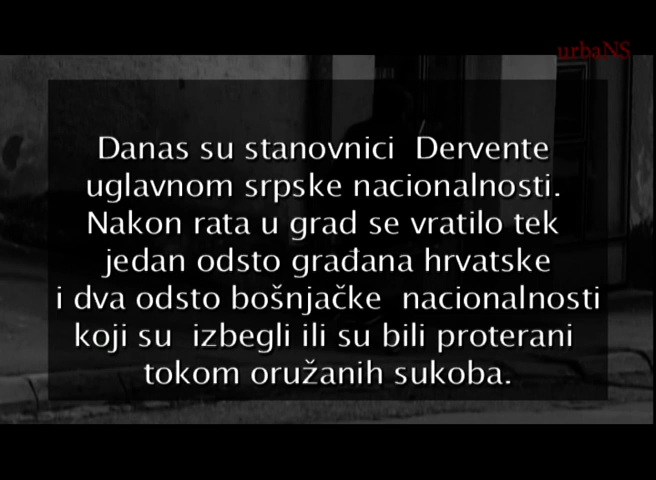 urbaNS
Danas su stanovnici Dervente
uglavnom srpske nacionalnosti.
Nakon rata u grad se vratilo tek
jedan odsto građana hrvatske
i dva odsto bošnjačke nacionalnosti
koji su izbegli ili su bili proterani
tokom oružanih sukoba.